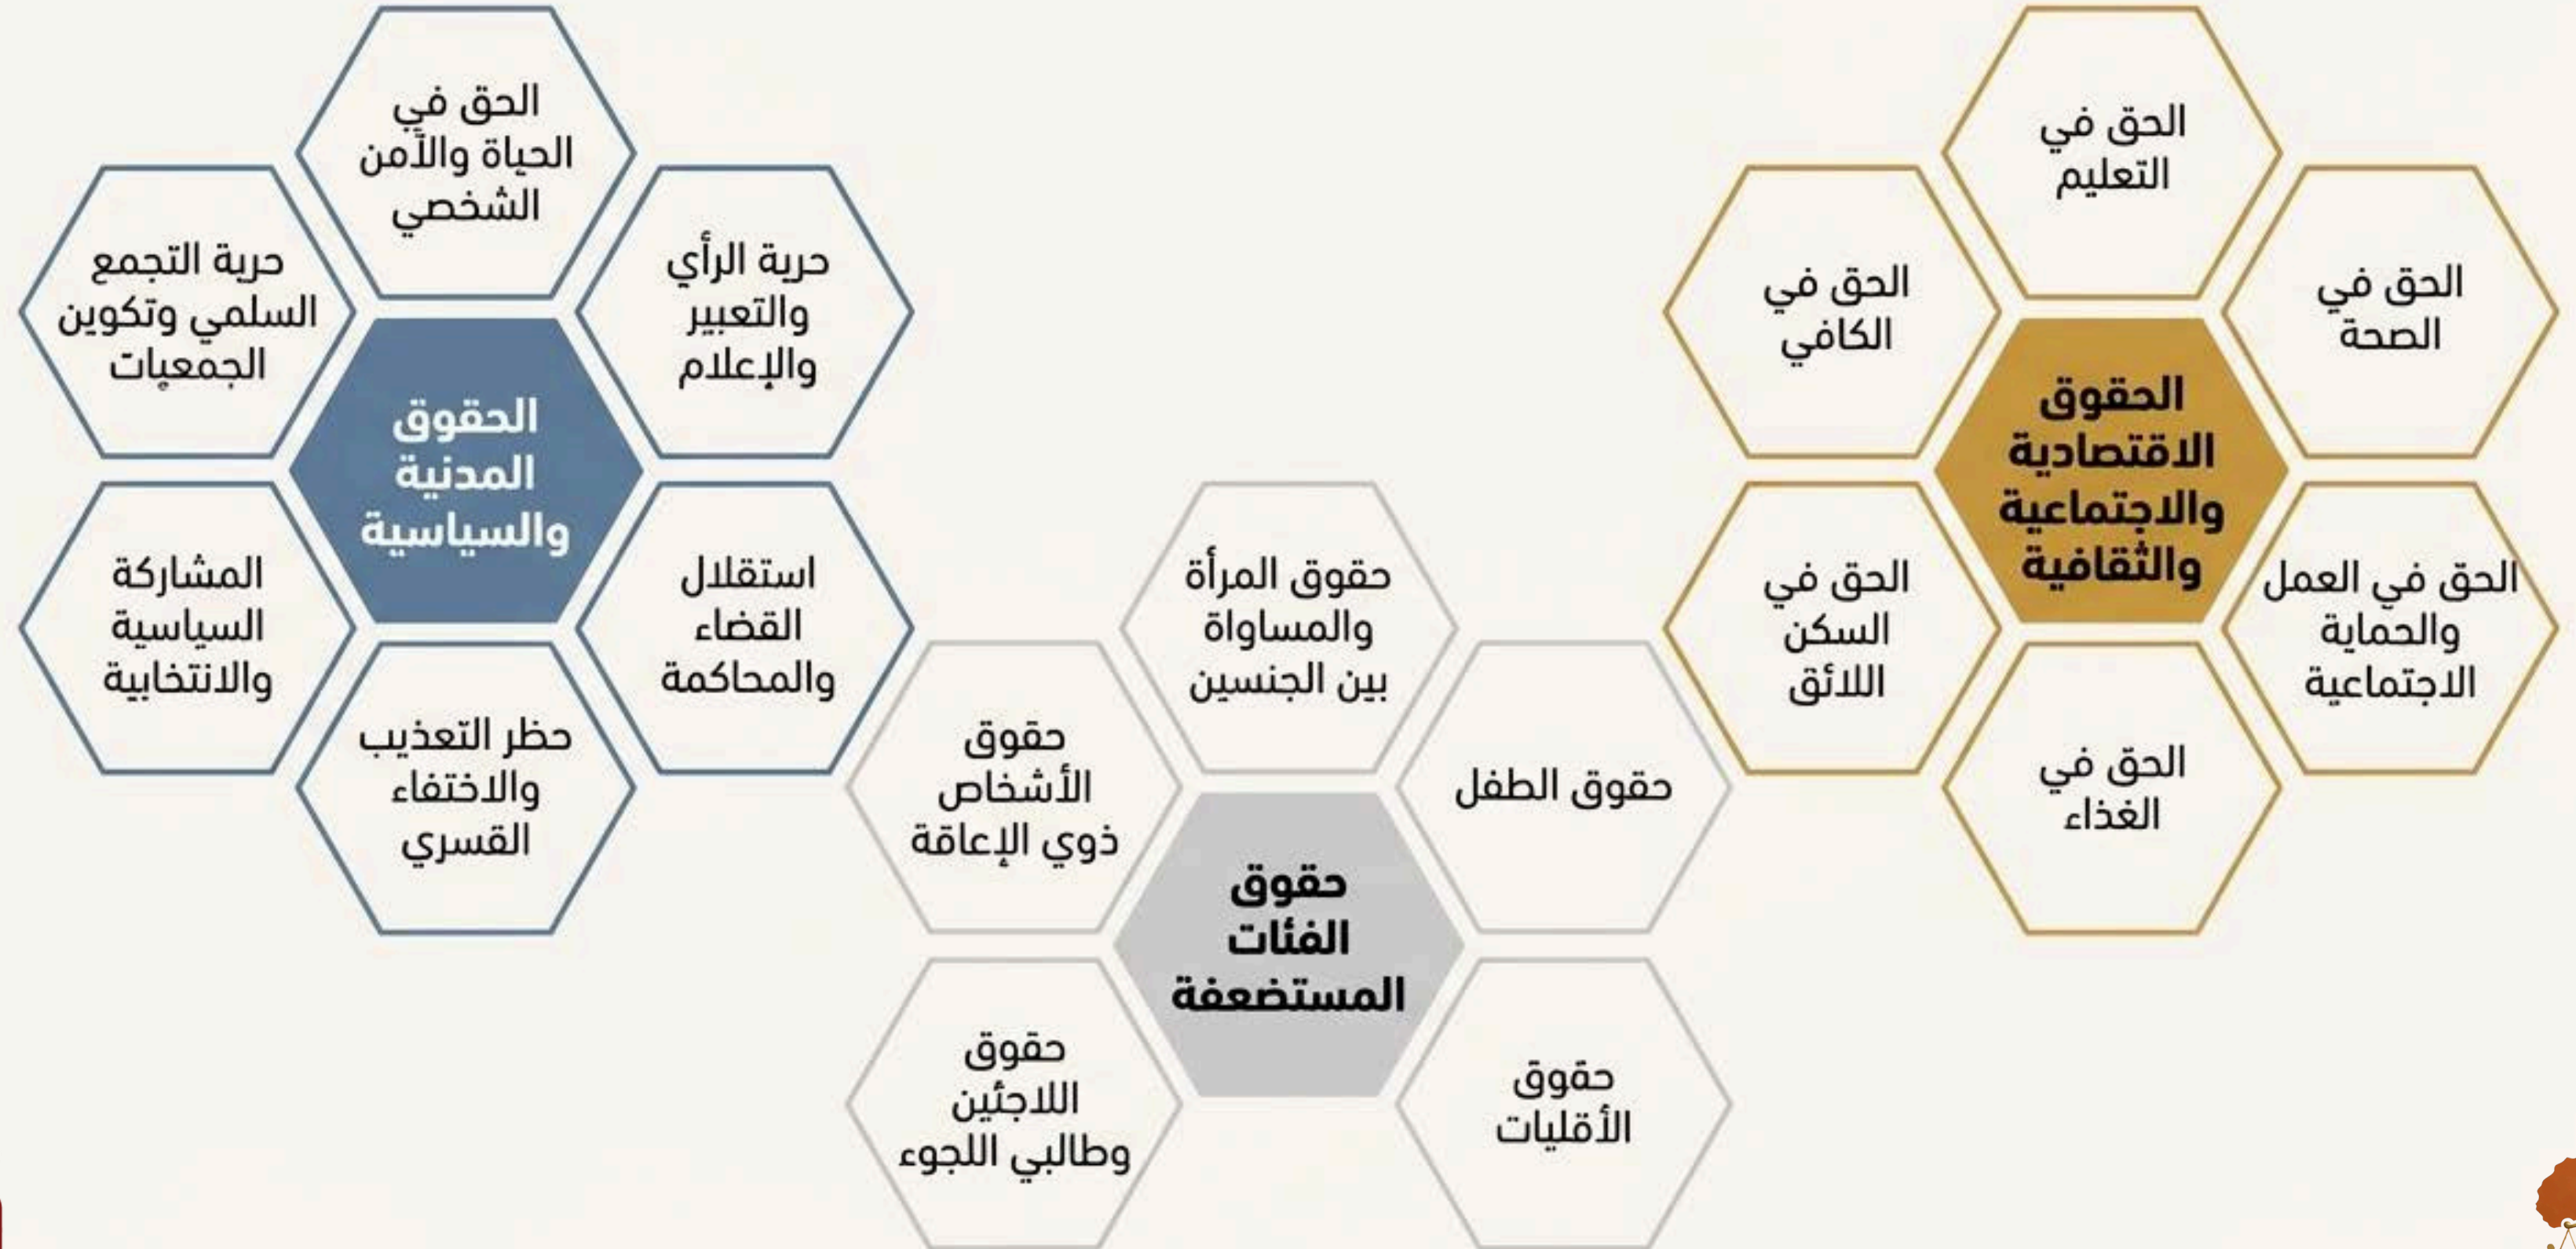 الحقوق
المدنية
والسياسية
الحق في
الحياة والأمن
الشخصي
حرية الرأي
والتعبير
والإعلام
استقلال
القضاء
والمحاكمة
حظر التعذيب
والاختفاء
القسري
المشاركة
السياسية
والانتخابية
حرية التجمع
السلمي وتكوين
الجمعيات
حقوق
الفئات
المستضعفة
حقوق المرأة
والمساواة
بين الجنسين
حقوق الطفل
حقوق
الأقليات
حقوق
اللاجئين
وطالبي اللجوء
حقوق
الأشخاص
ذوي الإعاقة
الحقوق
الاقتصادية
والاجتماعية
والثقافية
الحق في
التعليم
الحق في
الصحة
الحق في العمل
والحماية
الاجتماعية
الحق في
الغذاء
الحق في
السكن
اللائق
الحق في
الكافي